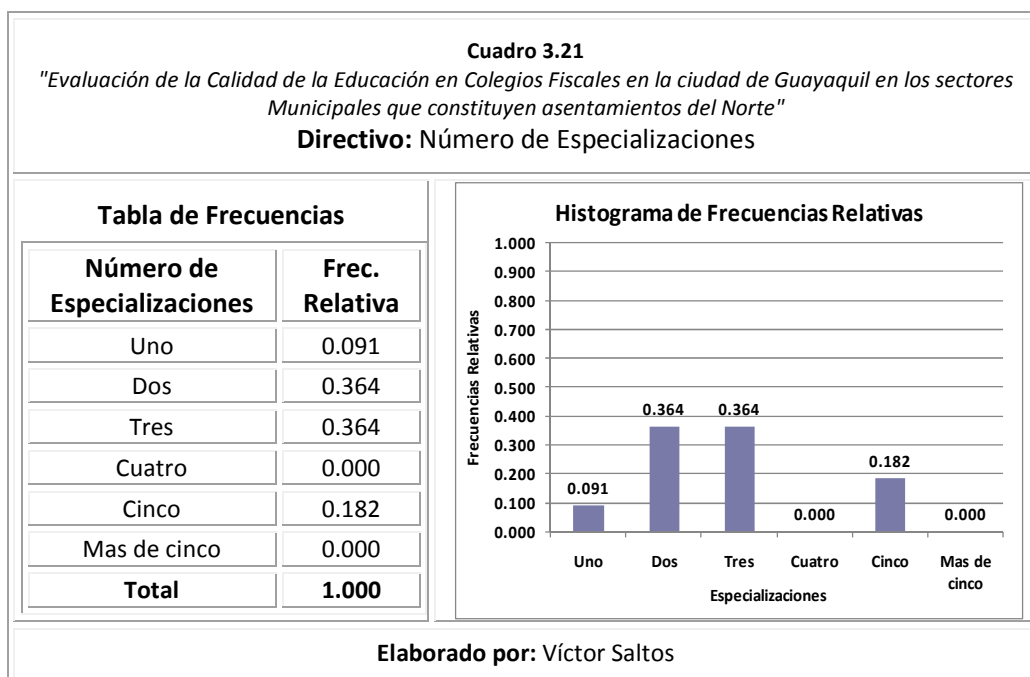 Cuadro 3.21
"Evaluación de la Calidad de la Educación en Colegios Fiscales en la ciudad de Guayaquil en los sectores
Municipales que constituyen asentamientos del Norte"
Directivo: Número de Especializaciones
Tabla de Frecuencias
Número de Especializaciones Frec. Relativa
Uno 0.091
Dos 0.364
Tres 0.364
Cuatro 0.000
Cinco 0.182
Mas de cinco 0.000
Total 1.000
Histograma de Frecuencias Relativas
Frecuencias Relativas
1.000
0.900
0.800
0.700
0.600
0.500
0.400
0.300
0.200
0.100
0.000
0.091 0.364 0.364 0.000 0.182 0.000
Uno Dos Tres Cuatro Cinco Mas de
cinco
Especializaciones
Elaborado por: Víctor Saltos